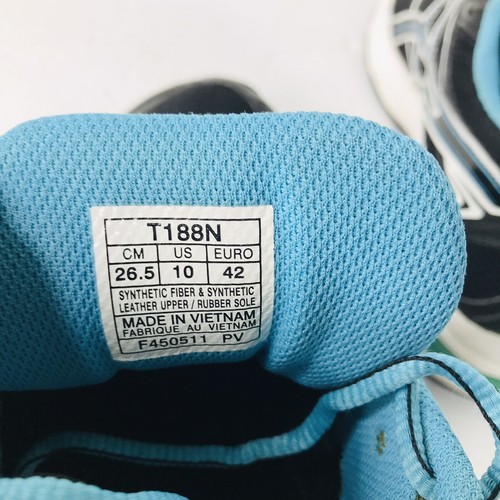 T188N
CM US EURO
26.5 10 42
SYNTHETIC FIBER & SYNTHETIC
LEATHER UPPER / RUBBER SOLE
MADE IN VIETNAM
FABRIQUE AU VIETNAM
F450511 PV